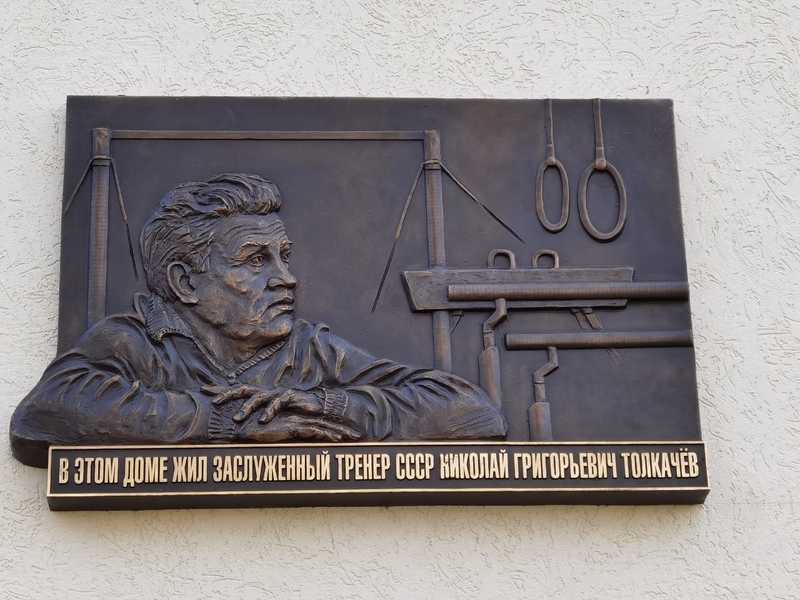 В ЭТОМ ДОМЕ ЖИЛ ЗАСЛУЖЕННЫЙ ТРЕНЕР СССР НИКОЛАЙ ГРИГОРЬЕВИЧ ТОЛКАЧЁВ